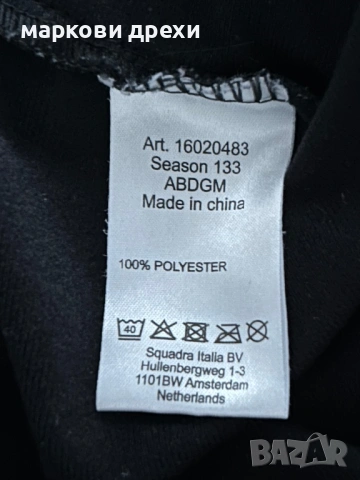 маркови дрехи
Art. 16020483
Season 133
ABDGM
Made in china
100% POLYESTER
40
Squadra Italia BV
Hullenbergweg 1-3
1101BW Amsterdam
Netherlands
BAZAR